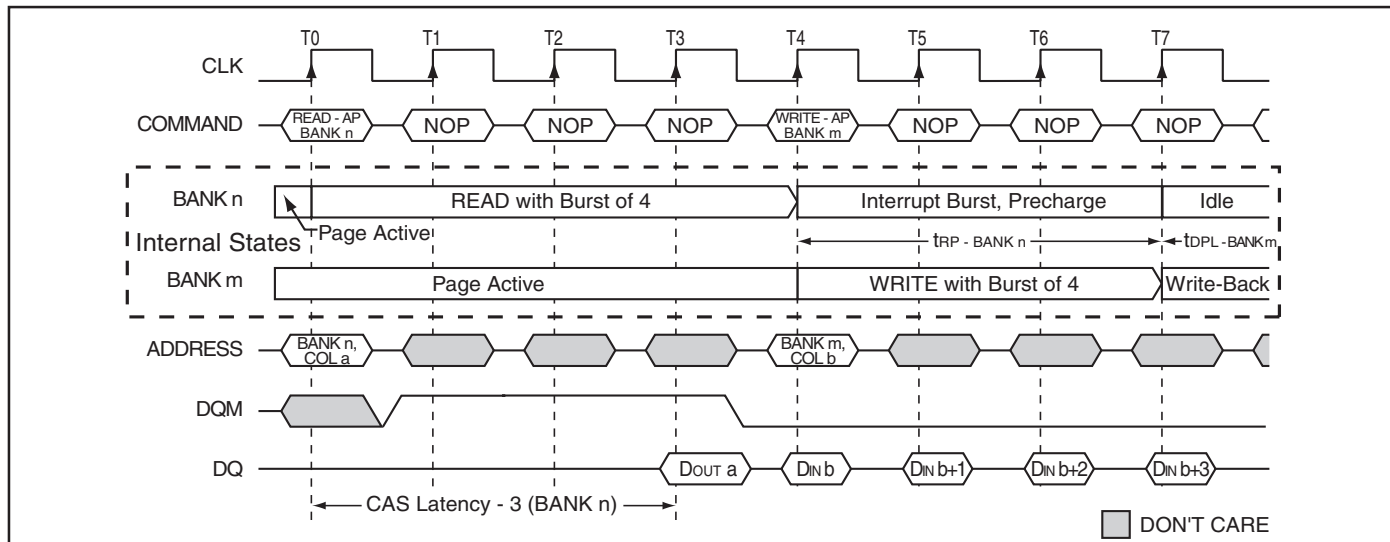 T0 T1 T2 T3 T4 T5 T6 T7
CLK
READ - AP
BANK n
NOP NOP NOP
WRITE - AP
BANK m
NOP NOP NOP
COMMAND
BANK n
READ with Burst of 4 Interrupt Burst, Precharge Idle
Page Active
Internal States
tRP - BANK n
tDPL - BANK m
BANK m
Page Active WRITE with Burst of 4 Write-Back
ADDRESS
BANK n,
COL a
BANK m,
COL b
DQM
DQ
DOUT a DIN b DIN b+1 DIN b+2 DIN b+3
CAS Latency - 3 (BANK n)
DON'T CARE